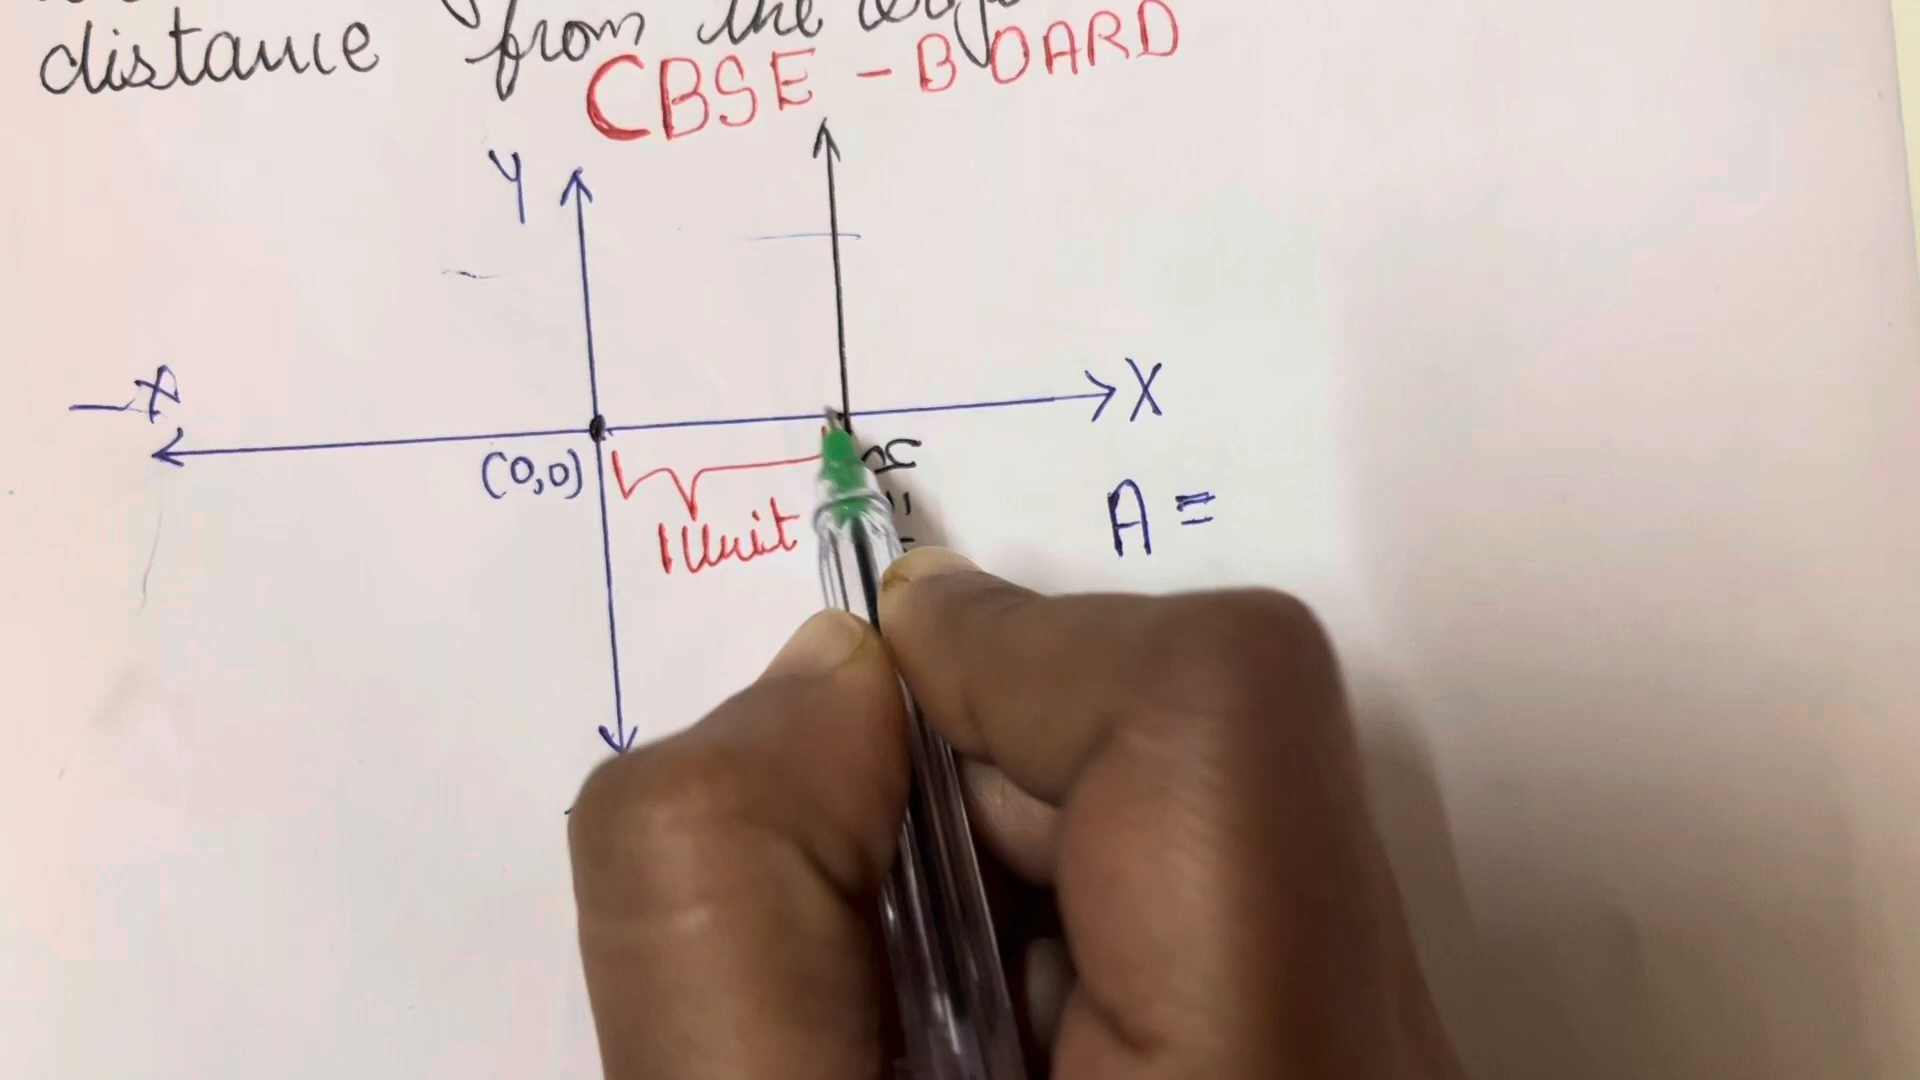 distance from the
CBSE - BOARD
Y
-X
X
(0,0)
1 Unit
x =
A =